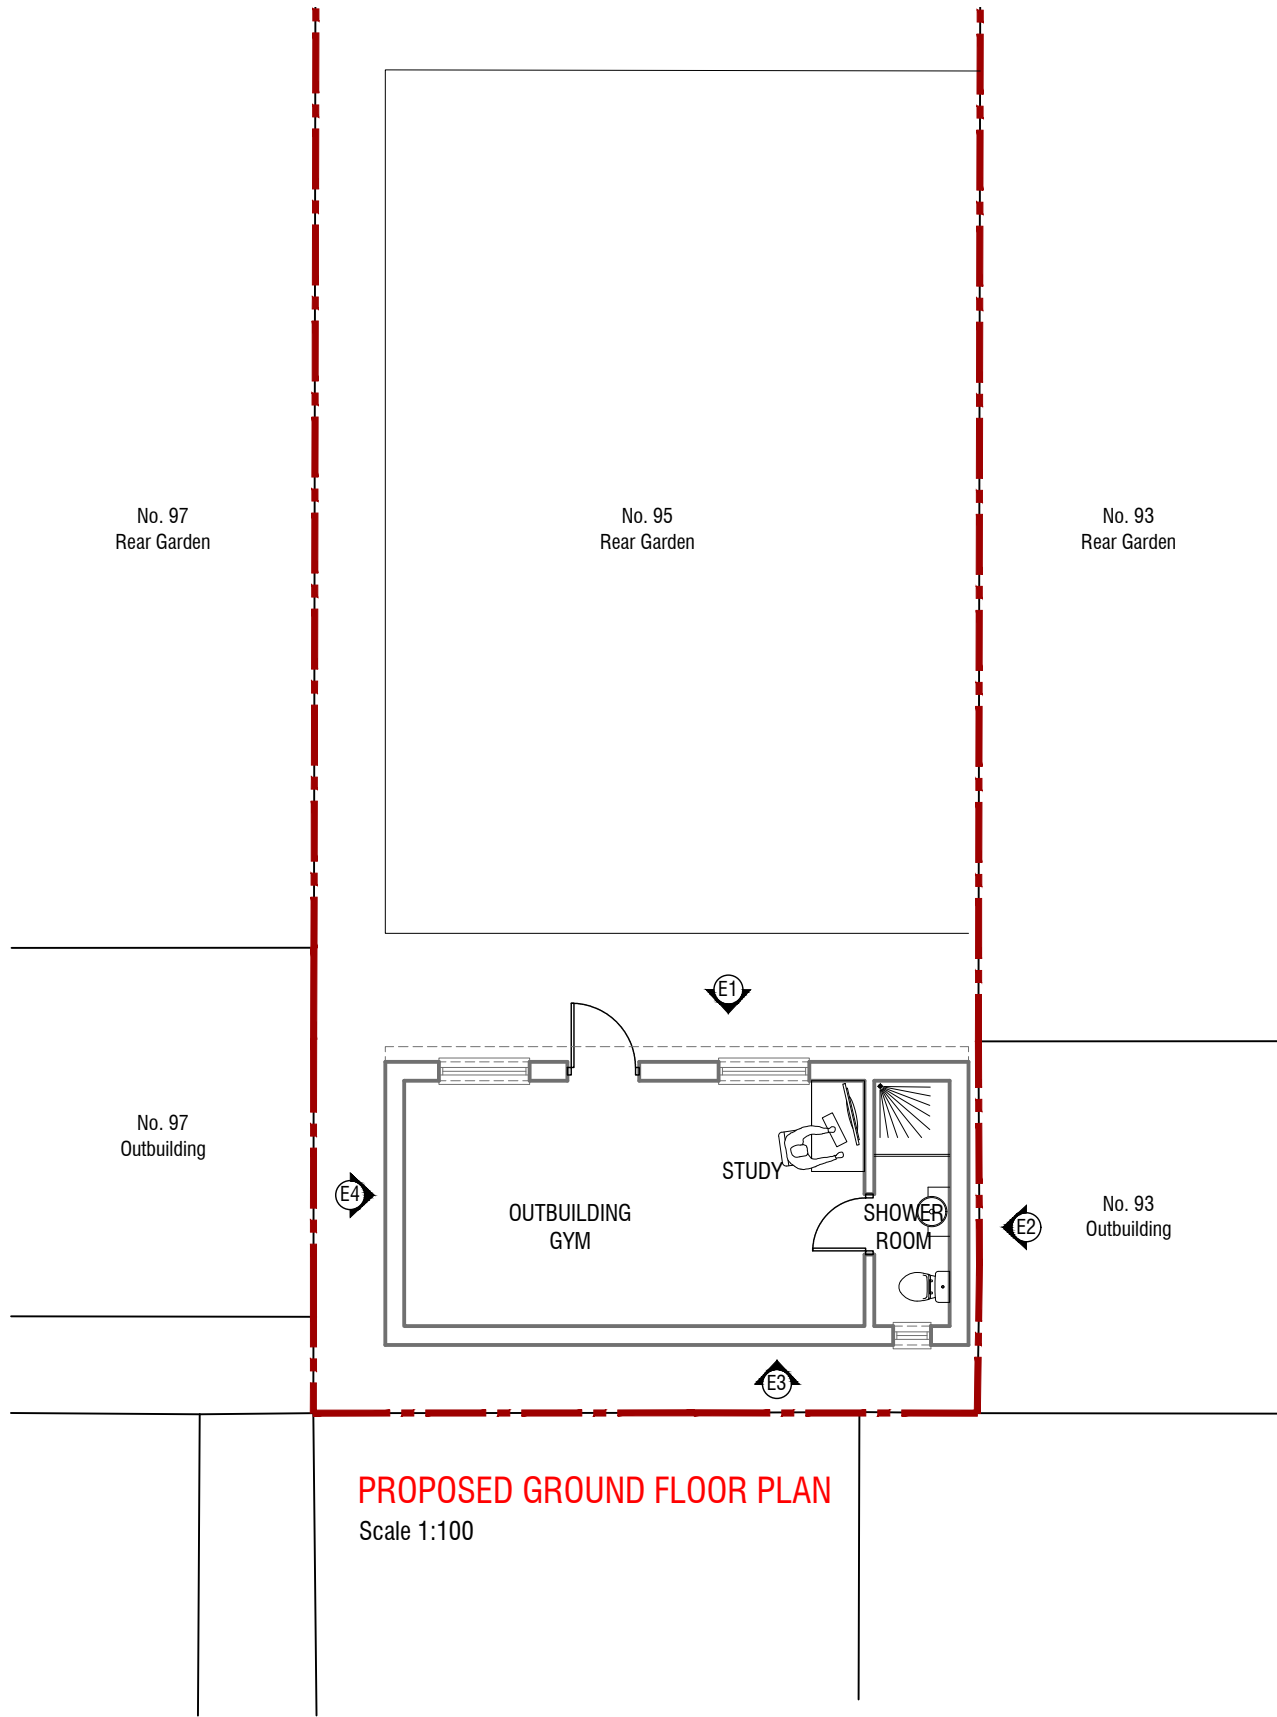 No. 97
Rear Garden
No. 95
Rear Garden
No. 93
Rear Garden
E1
No. 97
Outbuilding
E4
STUDY
OUTBUILDING
GYM
SHOWER
ROOM
E2
No. 93
Outbuilding
E3
PROPOSED GROUND FLOOR PLAN
Scale 1:100